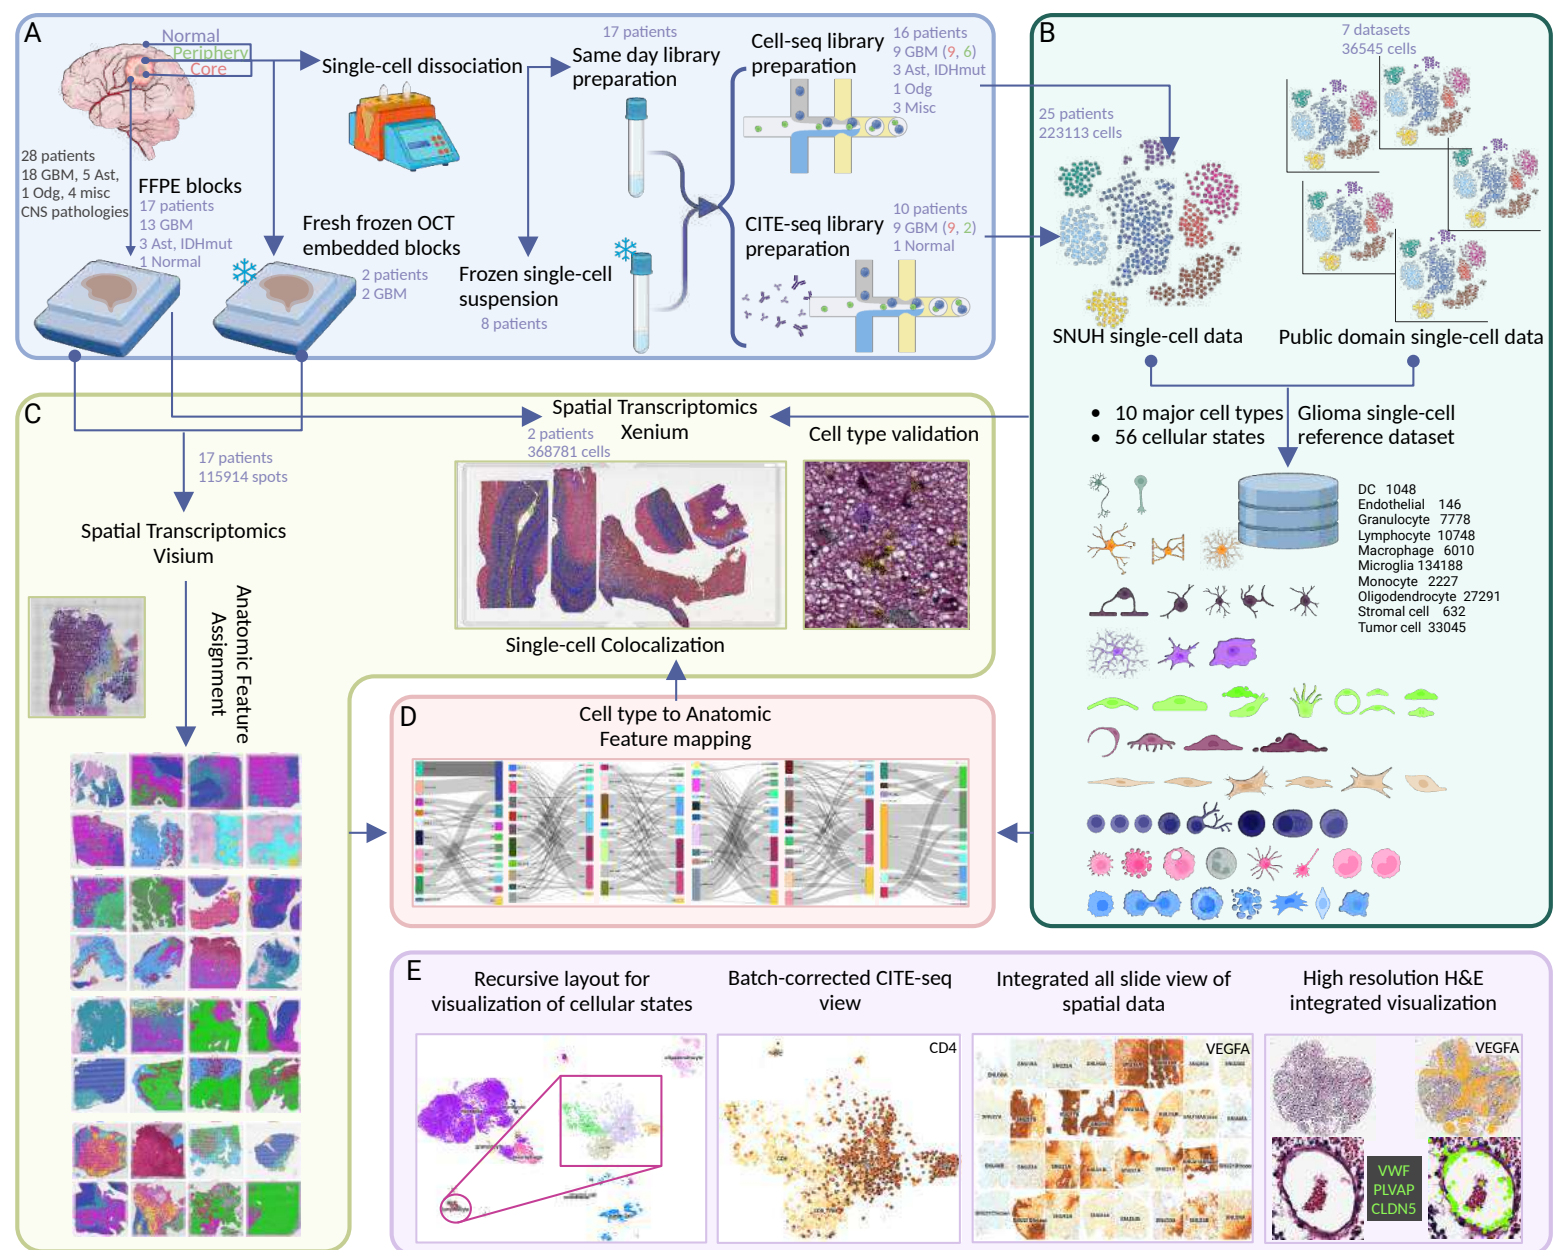 A
Normal
Periphery
Core
28 patients
18 GBM, 5 Ast,
1 Odg, 4 misc
CNS pathologies
FFPE blocks
17 patients
13 GBM
3 Ast, IDHmut
1 Normal
Single-cell dissociation
Fresh frozen OCT
embedded blocks
2 patients
2 GBM
17 patients
Same day library
preparation
Frozen single-cell
suspension
8 patients
Cell-seq library
preparation
16 patients
9 GBM (9, 6)
3 Ast, IDHmut
1 Odg
3 Misc
CITE-seq library
preparation
10 patients
9 GBM (9, 2)
1 Normal
B
7 datasets
36545 cells
25 patients
223113 cells
SNUH single-cell data
Public domain single-cell data
• 10 major cell types
• 56 cellular states
Glioma single-cell
reference dataset
DC 1048
Endothelial 146
Granulocyte 7778
Lymphocyte 10748
Macrophage 6010
Microglia 134188
Monocyte 2227
Oligodendrocyte 27291
Stromal cell 632
Tumor cell 33045
C
17 patients
115914 spots
Spatial Transcriptomics
Visium
Anatomic Feature
Assignment
Spatial Transcriptomics
Xenium
2 patients
368781 cells
Cell type validation
Single-cell Colocalization
D
Cell type to Anatomic
Feature mapping
E
Recursive layout for
visualization of cellular states
Batch-corrected CITE-seq
view
CD4
Integrated all slide view of
spatial data
VEGFA
High resolution H&E
integrated visualization
VEGFA
VWF
PLVAP
CLDN5